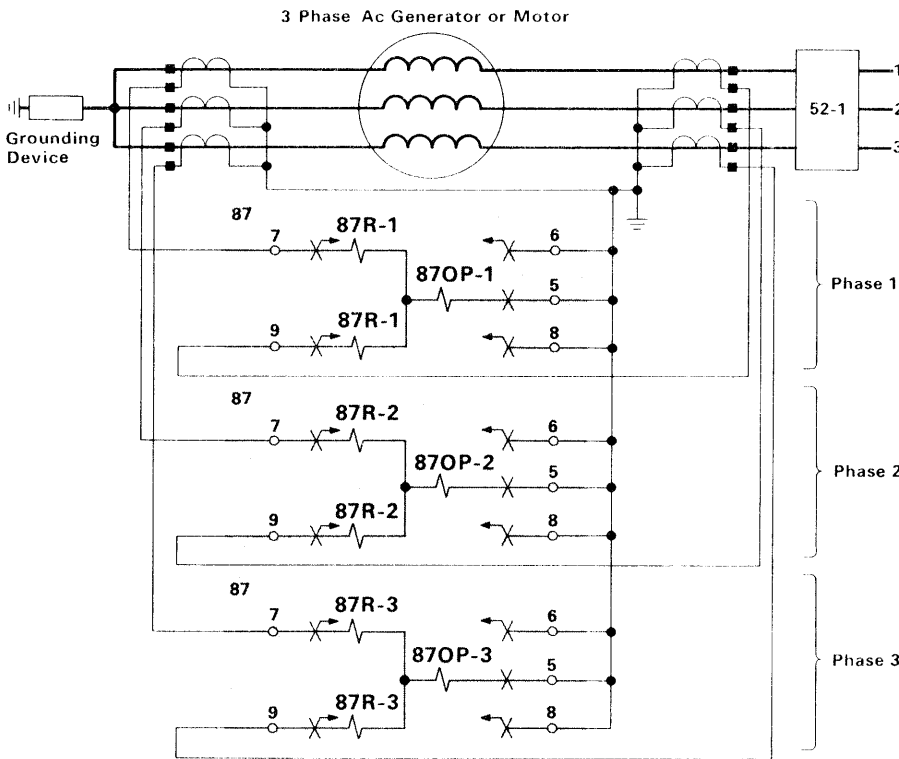 3 Phase Ac Generator or Motor
1
52-1
2
Grounding
Device
3
87
7
87R-1
6
87OP-1
5
Phase 1
9
87R-1
8
87
7
87R-2
6
87OP-2
5
Phase 2
9
87R-2
8
87
7
87R-3
6
87OP-3
5
Phase 3
9
87R-3
8